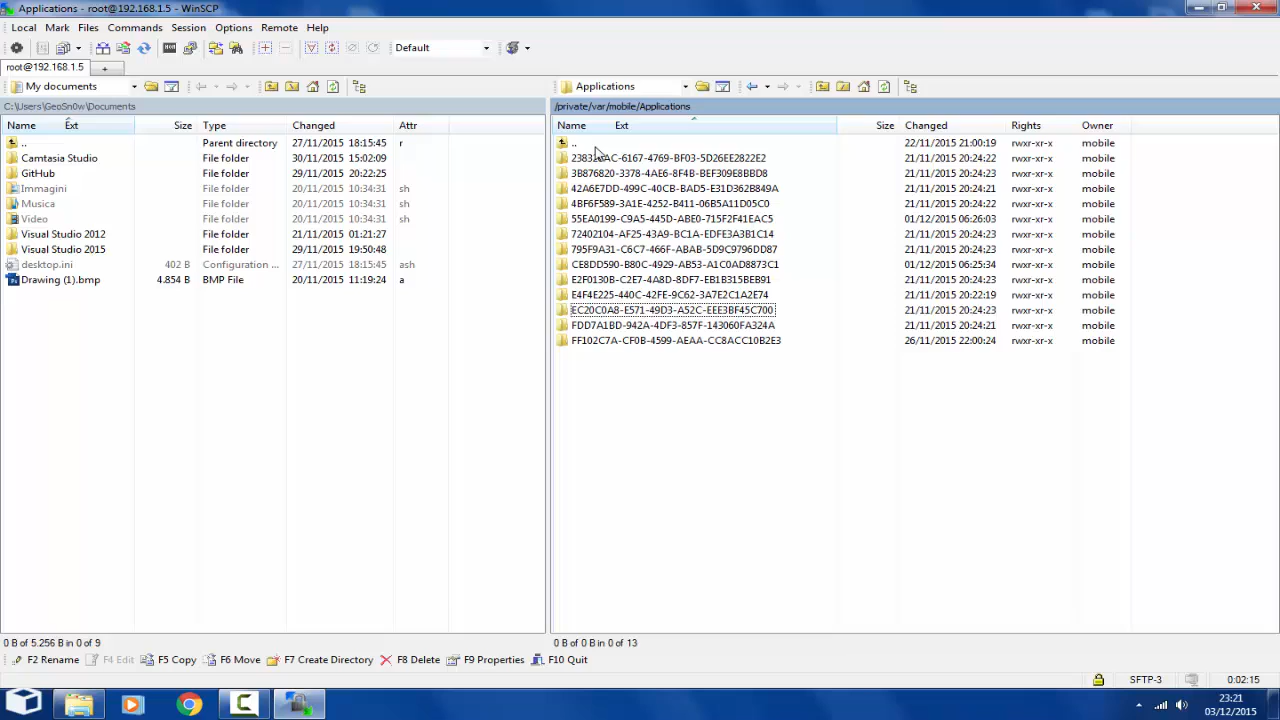 Applications - root@192.168.1.5 - WinSCP
Local Mark Files Commands Session Options Remote Help
Default
root@192.168.1.5
My documents
Applications
C:\Users\GeoSn0w\Documents
/private/var/mobile/Applications
Name Ext Size Type Changed Attr
.. Parent directory 27/11/2015 18:15:45 r
Camtasia Studio File folder 30/11/2015 15:02:09
GitHub File folder 29/11/2015 20:22:25
Immagini File folder 20/11/2015 10:34:31 sh
Musica File folder 20/11/2015 10:34:31 sh
Video File folder 20/11/2015 10:34:31 sh
Visual Studio 2012 File folder 21/11/2015 01:21:27
Visual Studio 2015 File folder 29/11/2015 19:50:48
desktop.ini 402 B Configuration ... 27/11/2015 18:15:45 ash
Drawing (1).bmp 4.854 B BMP File 20/11/2015 11:19:24 a
Name Ext Size Changed Rights Owner
.. 22/11/2015 21:00:19 rwxr-xr-x mobile
21/11/2015 20:24:22 rwxr-xr-x mobile
3B876820-3378-4AE6-8F4B-BEF309E8BBD8 21/11/2015 20:24:23 rwxr-xr-x mobile
42A6E7DD-499C-40CB-BAD5-E31D362B849A 21/11/2015 20:24:21 rwxr-xr-x mobile
4BF6F589-3A1E-4252-B411-06B5A11D05C0 21/11/2015 20:24:22 rwxr-xr-x mobile
55EA0199-C9A5-445D-ABE0-715F2F41EAC5 01/12/2015 06:26:03 rwxr-xr-x mobile
72402104-AF25-43A9-BC1A-EDFE3A3B1C14 21/11/2015 20:24:23 rwxr-xr-x mobile
795F9A31-C6C7-466F-ABAB-5D9C9796DD87 21/11/2015 20:24:23 rwxr-xr-x mobile
CE8DD590-B80C-4929-AB53-A1C0AD8873C1 01/12/2015 06:25:34 rwxr-xr-x mobile
E2F0130B-C2E7-4A8D-8DF7-EB1B315BEB91 21/11/2015 20:24:23 rwxr-xr-x mobile
E4F4E225-440C-42FE-9C62-3A7E2C1A2E74 21/11/2015 20:22:19 rwxr-xr-x mobile
EC20C0A8-E571-49D3-A52C-EEE3BF45C700 21/11/2015 20:24:23 rwxr-xr-x mobile
FDD7A1BD-942A-4DF3-857F-143060FA324A 21/11/2015 20:24:21 rwxr-xr-x mobile
FF102C7A-CF0B-4599-AEAA-CC8ACC10B2E3 26/11/2015 22:00:24 rwxr-xr-x mobile
0 B of 5.256 B in 0 of 9
0 B of 0 B in 0 of 13
F2 Rename F4 Edit F5 Copy F6 Move F7 Create Directory F8 Delete F9 Properties F10 Quit
SFTP-3 0:02:15
23:21
03/12/2015